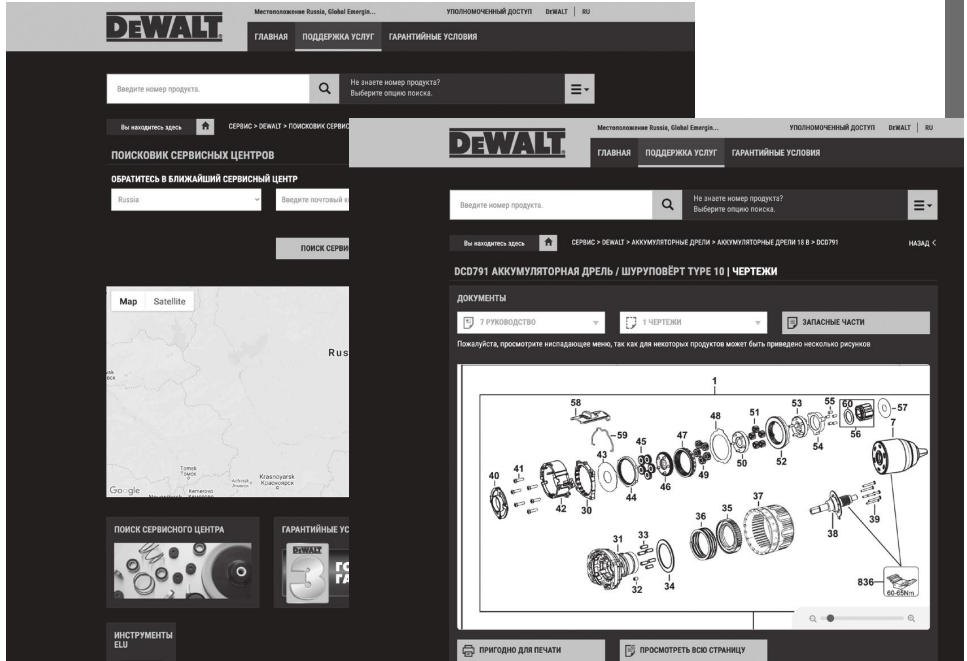 DEWALT
Местоположение Russia, Global Emergin...
УПОЛНОМОЧЕННЫЙ ДОСТУП DEWALT | RU
ГЛАВНАЯ ПОДДЕРЖКА УСЛУГ ГАРАНТИЙНЫЕ УСЛОВИЯ
Введите номер продукта.
Не знаете номер продукта?
Выберите опцию поиска.
Вы находитесь здесь
СЕРВИС > DEWALT > ПОИСКОВИК СЕРВИС
ПОИСКОВИК СЕРВИСНЫХ ЦЕНТРОВ
ОБРАТИТЕСЬ В БЛИЖАЙШИЙ СЕРВИСНЫЙ ЦЕНТР
Russia
Введите почтовый к
ПОИСК СЕРВИ
Map Satellite
Rus
Tomsk
Томск
Krasnoyarsk
Красноярск
Kemerovo
Google
ПОИСК СЕРВИСНОГО ЦЕНТРА
ГАРАНТИЙНЫЕ УС
DEWALT
3
ГО
ГА
ИНСТРУМЕНТЫ
ELU
DEWALT
Местоположение Russia, Global Emergin...
УПОЛНОМОЧЕННЫЙ ДОСТУП DEWALT | RU
ГЛАВНАЯ ПОДДЕРЖКА УСЛУГ ГАРАНТИЙНЫЕ УСЛОВИЯ
Введите номер продукта.
Не знаете номер продукта?
Выберите опцию поиска.
Вы находитесь здесь
СЕРВИС > DEWALT > АККУМУЛЯТОРНЫЕ ДРЕЛИ > АККУМУЛЯТОРНЫЕ ДРЕЛИ 18 В > DCD791
НАЗАД <
DCD791 АККУМУЛЯТОРНАЯ ДРЕЛЬ / ШУРУПОВЁРТ TYPE 10 | ЧЕРТЕЖИ
ДОКУМЕНТЫ
7 РУКОВОДСТВО
1 ЧЕРТЕЖИ
ЗАПАСНЫЕ ЧАСТИ
Пожалуйста, просмотрите ниспадающее меню, так как для некоторых продуктов может быть приведено несколько рисунков
1
58 48 51 53 55 60 57
59 45 47 54 56 7
40 41 43 46 49 50 52
42 30 44
37
36 35
31 33 38 39
32 34
836
60-65Nm
ПРИГОДНО ДЛЯ ПЕЧАТИ
ПРОСМОТРЕТЬ ВСЮ СТРАНИЦУ